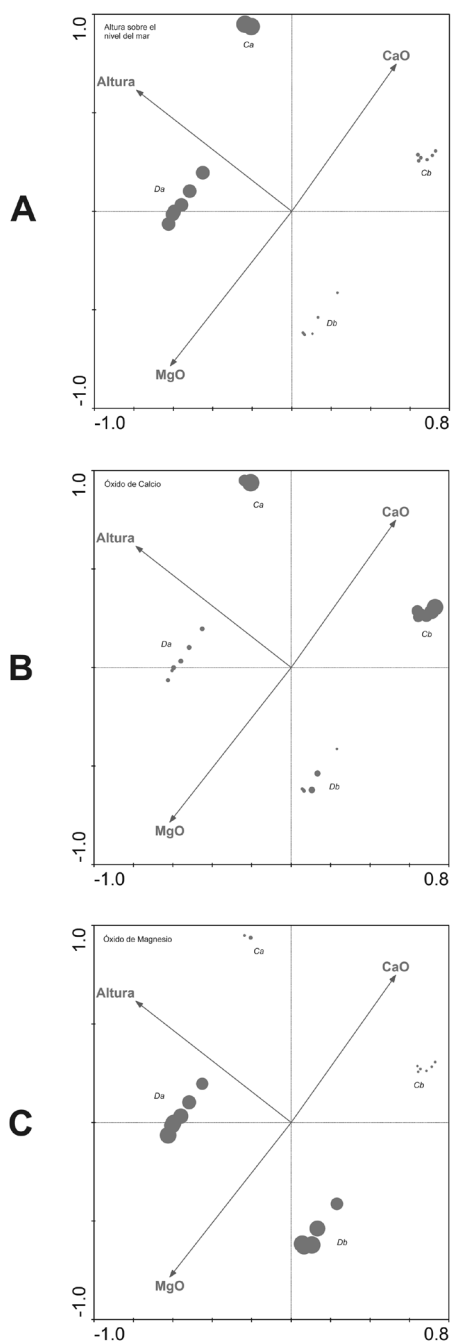 1.0
Altura sobre el
nivel del mar
Ca
CaO
Altura
Cb
Da
A
Db
MgO
-1.0
-1.0
0.8
1.0
Óxido de Calcio
Ca
CaO
Altura
Cb
Da
B
Db
MgO
-1.0
-1.0
0.8
1.0
Óxido de Magnesio
Ca
CaO
Altura
Cb
Da
C
Db
MgO
-1.0
-1.0
0.8